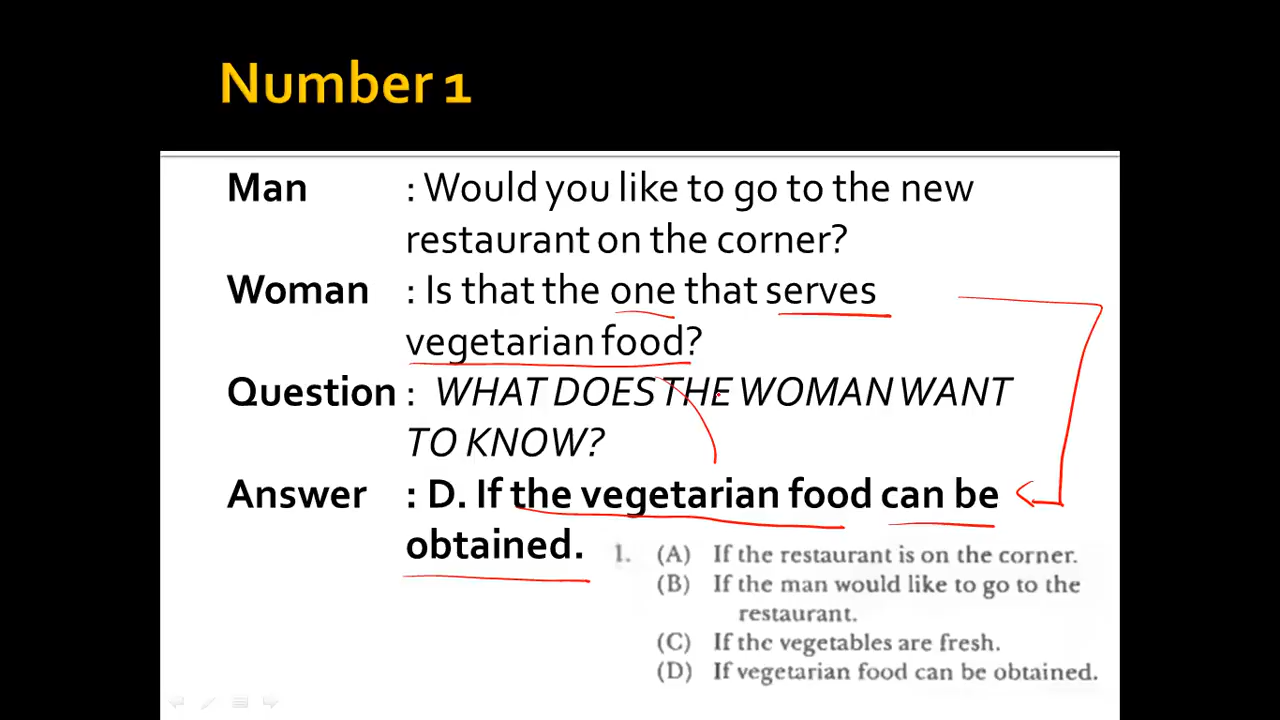 Number 1
Man : Would you like to go to the new
restaurant on the corner?
Woman : Is that the one that serves
vegetarian food?
Question : WHAT DOES THE WOMAN WANT
TO KNOW?
Answer : D. If the vegetarian food can be
obtained.
1. (A) If the restaurant is on the corner.
(B) If the man would like to go to the
restaurant.
(C) If the vegetables are fresh.
(D) If vegetarian food can be obtained.